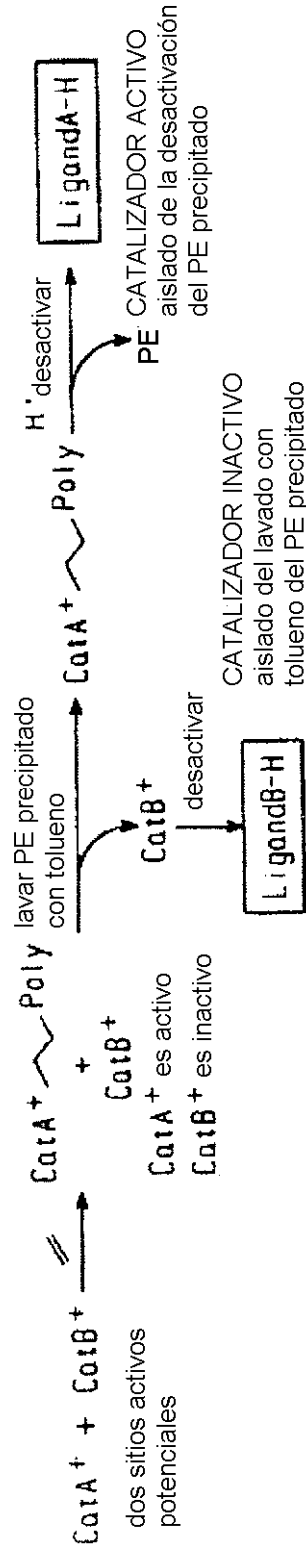 CatA⁺ + CatB⁺
dos sitios activos
potenciales
CatA⁺ Poly
+
CatB⁺
CatA⁺ es activo
CatB⁺ es inactivo
lavar PE precipitado
con tolueno
CatB⁺
desactivar
LigandB-H
CATALIZADOR INACTIVO
aislado del lavado con
tolueno del PE precipitado
CatA⁺ Poly
H⁺ desactivar
PE
LigandA-H
CATALIZADOR ACTIVO
aislado de la desactivación
del PE precipitado